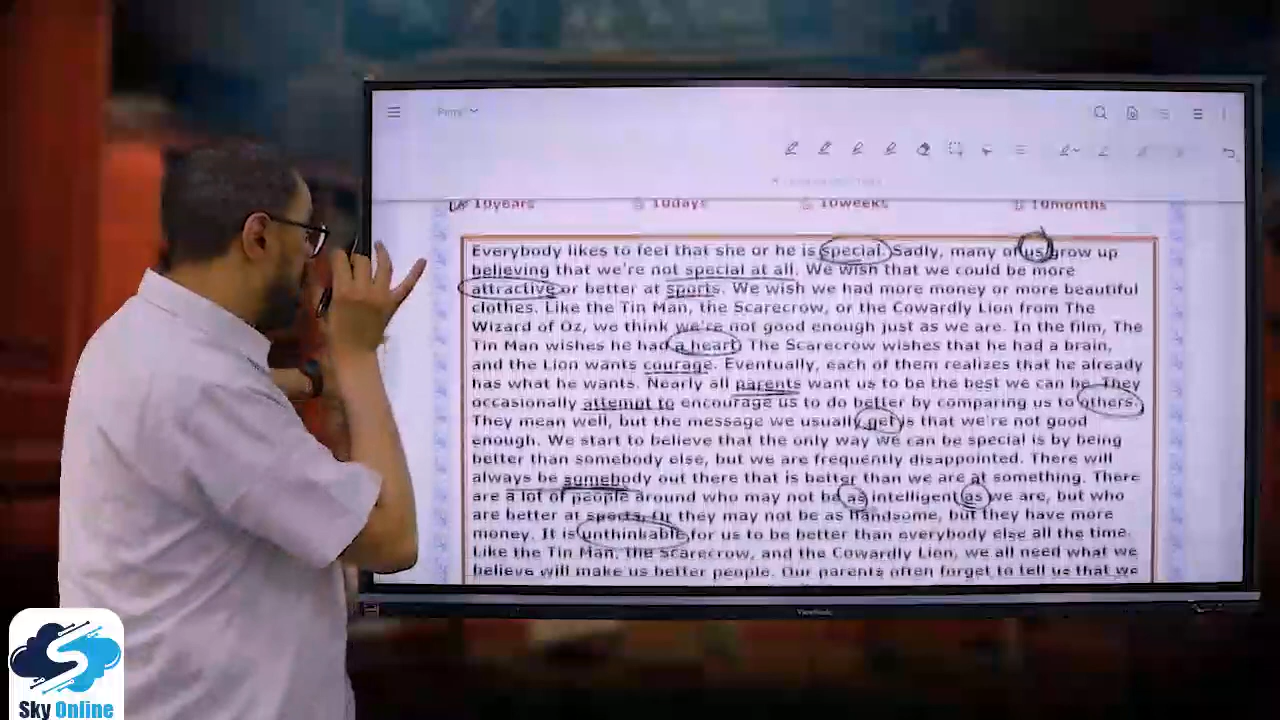 10years 10days 10weeks 10months
Everybody likes to feel that she or he is special. Sadly, many of us grow up
believing that we're not special at all. We wish that we could be more
attractive or better at sports. We wish we had more money or more beautiful
clothes. Like the Tin Man, the Scarecrow, or the Cowardly Lion from The
Wizard of Oz, we think we're not good enough just as we are. In the film, The
Tin Man wishes he had a heart. The Scarecrow wishes that he had a brain,
and the Lion wants courage. Eventually, each of them realizes that he already
has what he wants. Nearly all parents want us to be the best we can be. They
occasionally attempt to encourage us to do better by comparing us to others.
They mean well, but the message we usually get is that we're not good
enough. We start to believe that the only way we can be special is by being
better than somebody else, but we are frequently disappointed. There will
always be somebody out there that is better than we are at something. There
are a lot of people around who may not be as intelligent as we are, but who
are better at sports. Or they may not be as handsome, but they have more
money. It is unthinkable for us to be better than everybody else all the time.
Like the Tin Man, the Scarecrow, and the Cowardly Lion, we all need what we
believe will make us better people. Our parents often forget to tell us that we
ViewSonic
Sky Online